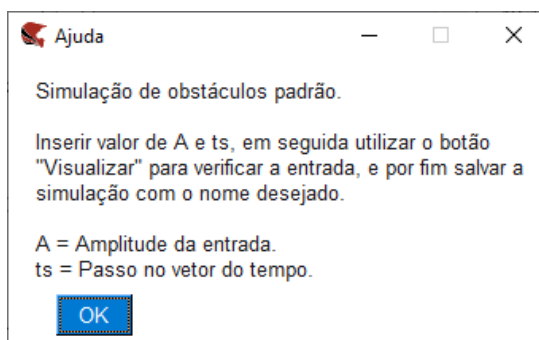 Ajuda
Simulação de obstáculos padrão.
Inserir valor de A e ts, em seguida utilizar o botão
"Visualizar" para verificar a entrada, e por fim salvar a
simulação com o nome desejado.
A = Amplitude da entrada.
ts = Passo no vetor do tempo.
OK